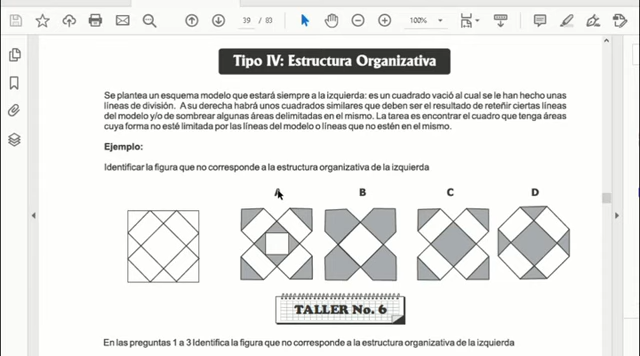 39 / 83
100%
Tipo IV: Estructura Organizativa
Se plantea un esquema modelo que estará siempre a la izquierda: es un cuadrado vació al cual se le han hecho unas
líneas de división. A su derecha habrá unos cuadrados similares que deben ser el resultado de reteñir ciertas líneas
del modelo y/o de sombrear algunas áreas delimitadas en el mismo. La tarea es encontrar el cuadro que tenga áreas
cuya forma no esté limitada por las líneas del modelo o líneas que no estén en el mismo.
Ejemplo:
Identificar la figura que no corresponde a la estructura organizativa de la izquierda
A B C D
TALLER No. 6
En las preguntas 1 a 3 Identifica la figura que no corresponde a la estructura organizativa de la izquierda